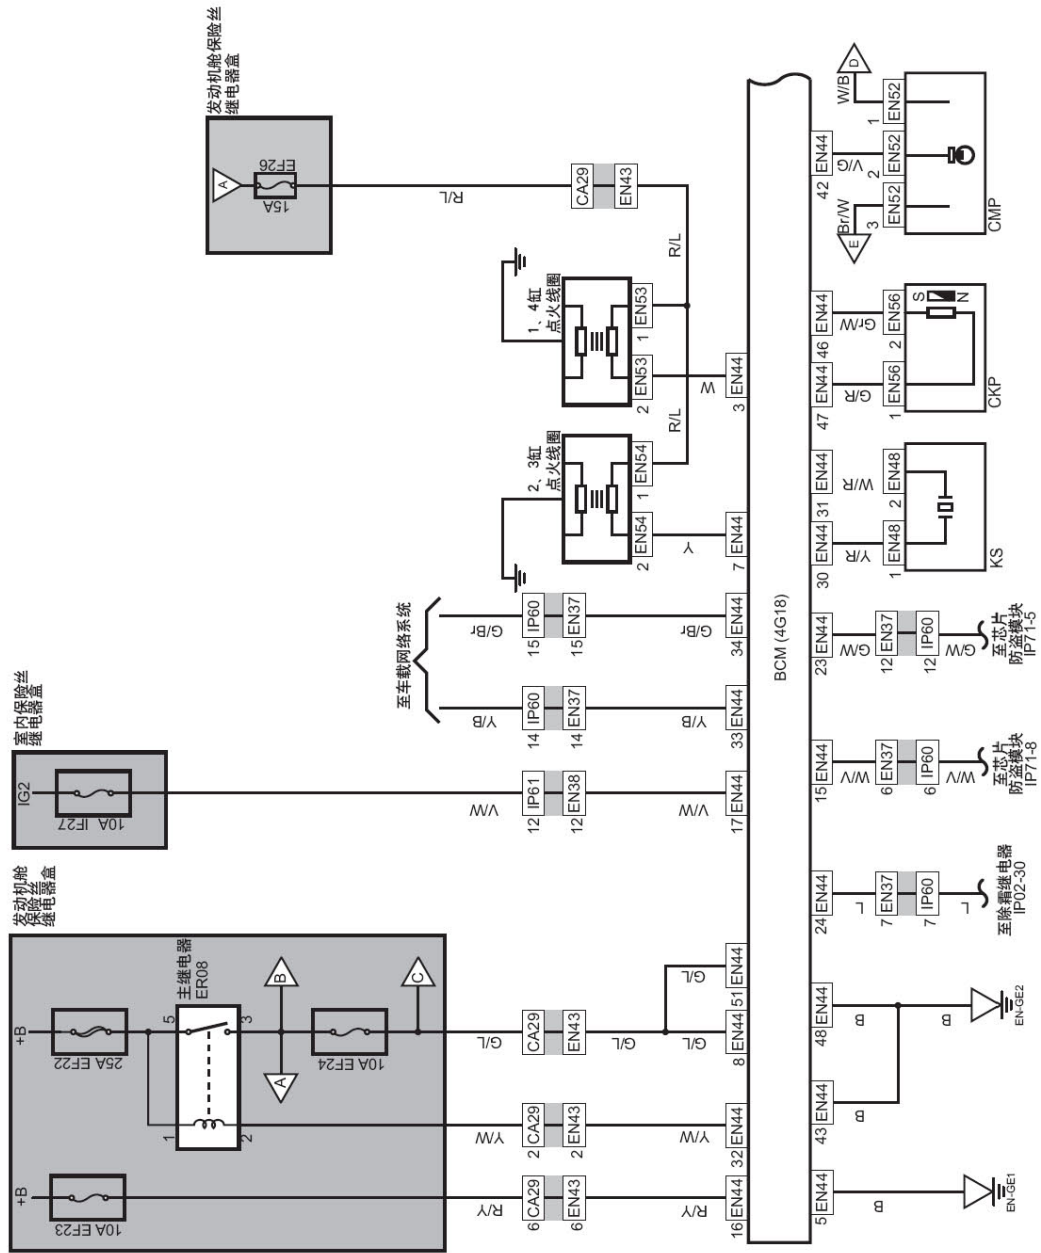 发动机舱
保险丝
继电器盒
+B
10A EF23
+B
25A EF22
主继电器
ER08
1
5
2
3
A
B
10A EF24
C
室内保险丝
继电器盒
IG2
10A IF27
发动机舱保险丝
继电器盒
A
15A
EF26
R/Y
6 CA29
6 EN43
R/Y
16 EN44
Y/W
2 CA29
2 EN43
Y/W
32 EN44
G/L
CA29
EN43
G/L
G/L
8 EN44
G/L
51 EN44
V/W
12 IP61
12 EN38
V/W
17 EN44
至车载网络系统
Y/B
14 IP60
14 EN37
Y/B
33 EN44
G/Br
15 IP60
15 EN37
G/Br
34 EN44
2、3缸
点火线圈
2 EN54
1 EN54
Y
7 EN44
1、4缸
点火线圈
2 EN53
1 EN53
W
3 EN44
R/L
R/L
R/L
CA29
EN43
BCM (4G18)
5 EN44
B
EN-GE1
43 EN44
B
48 EN44
B
B
EN-GE2
24 EN44
L
7 EN37
7 IP60
L
至除霜继电器
IP02-30
15 EN44
W/V
6 EN37
6 IP60
W/V
至芯片
防盗模块
IP71-8
23 EN44
G/W
12 EN37
12 IP60
G/W
至芯片
防盗模块
IP71-5
30 EN44
Y/R
1 EN48
31 EN44
W/R
2 EN48
KS
47 EN44
G/R
1 EN56
46 EN44
Gr/W
2 EN56
S
N
CKP
E
Br/W
3 EN52
42 EN44
V/G
2 EN52
D
W/B
1 EN52
CMP